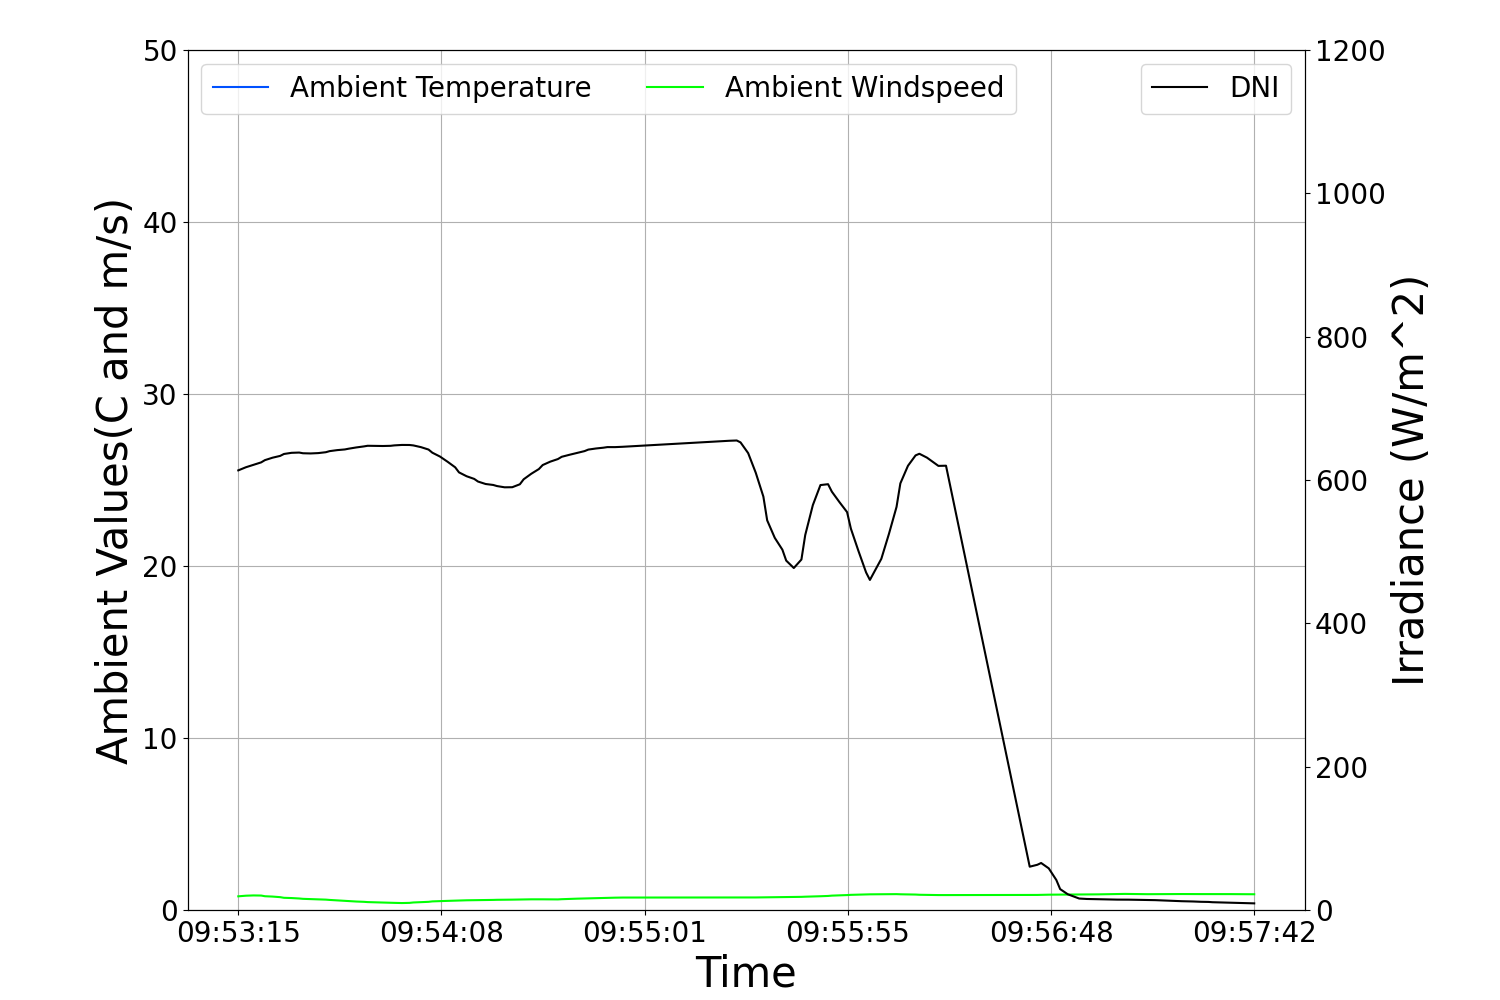 Ambient Temperature
Ambient Windspeed
DNI
Ambient Values(C and m/s)
50
40
30
20
10
0
1200
1000
800
600
400
200
0
Irradiance (W/m^2)
09:53:15 09:54:08 09:55:01 09:55:55 09:56:48 09:57:42
Time